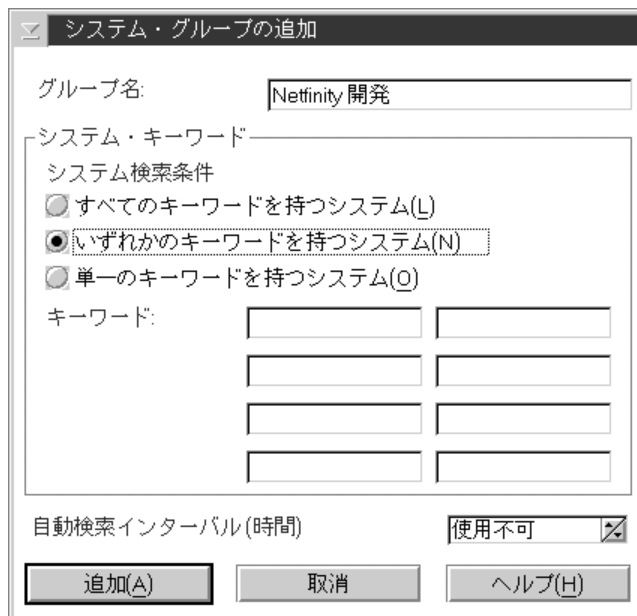 システム・グループの追加
グループ名:
Netfinity 開発
システム・キーワード
システム検索条件
すべてのキーワードを持つシステム(L)
いずれかのキーワードを持つシステム(N)
単一のキーワードを持つシステム(O)
キーワード:
自動検索インターバル(時間)
使用不可
追加(A)
取消
ヘルプ(H)